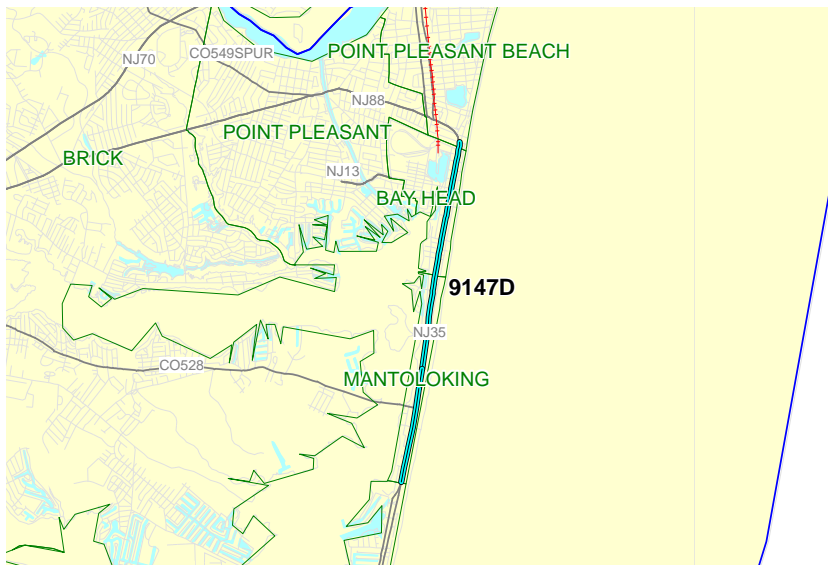 POINT PLEASANT BEACH
CO549SPUR
NJ70
NJ88
POINT PLEASANT
BRICK
NJ13
BAY HEAD
9147D
NJ35
CO528
MANTOLOKING